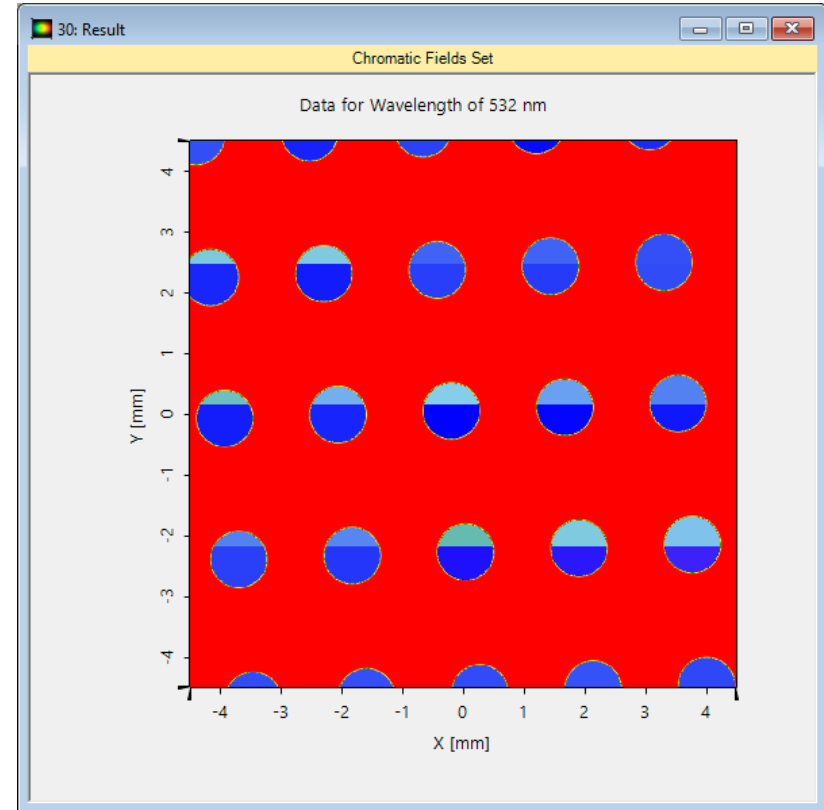 30: Result
Chromatic Fields Set
Data for Wavelength of 532 nm
4
3
2
1
0
-1
-2
-3
-4
Y [mm]
-4 -3 -2 -1 0 1 2 3 4
X [mm]